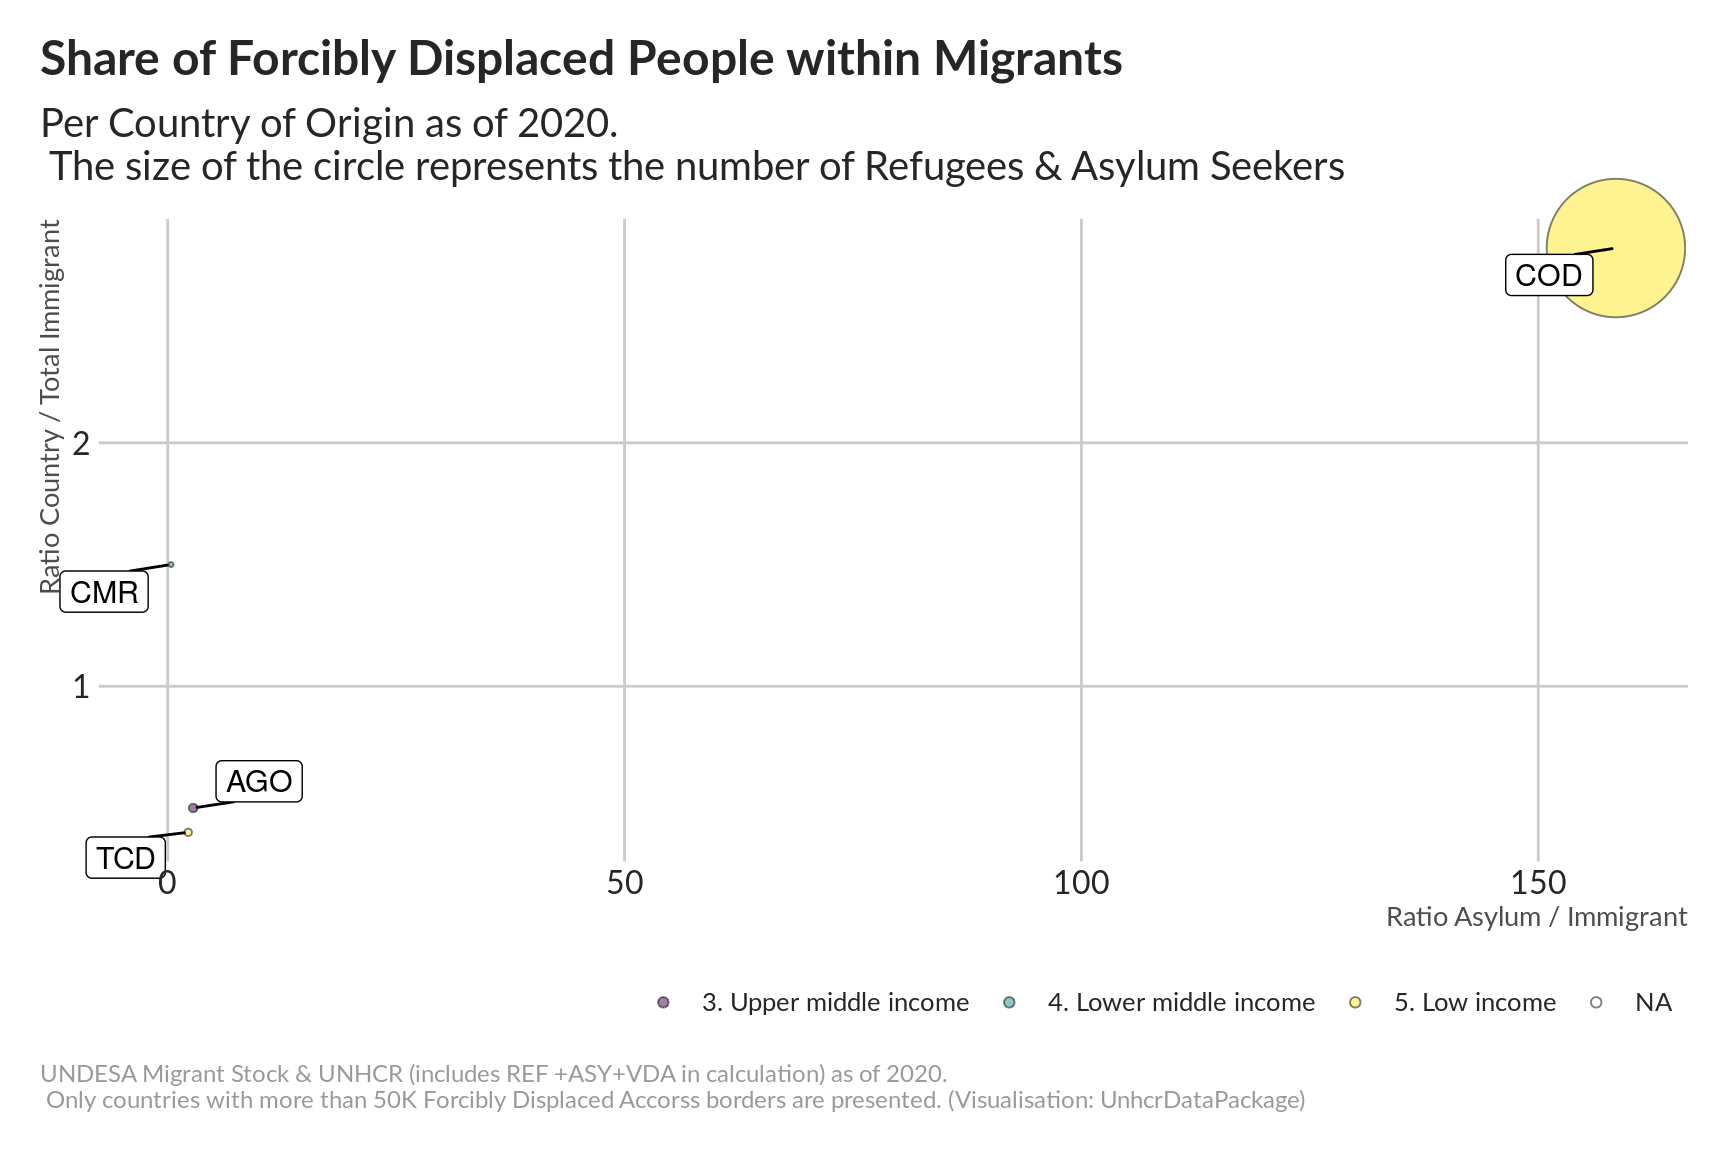 Share of Forcibly Displaced People within Migrants
Per Country of Origin as of 2020.
The size of the circle represents the number of Refugees & Asylum Seekers
Ratio Country / Total Immigrant
COD
2
CMR
1
AGO
TCD
0
50
100
150
Ratio Asylum / Immigrant
3. Upper middle income
4. Lower middle income
5. Low income
NA
UNDESA Migrant Stock & UNHCR (includes REF +ASY+VDA in calculation) as of 2020.
Only countries with more than 50K Forcibly Displaced Accorss borders are presented. (Visualisation: UnhcrDataPackage)